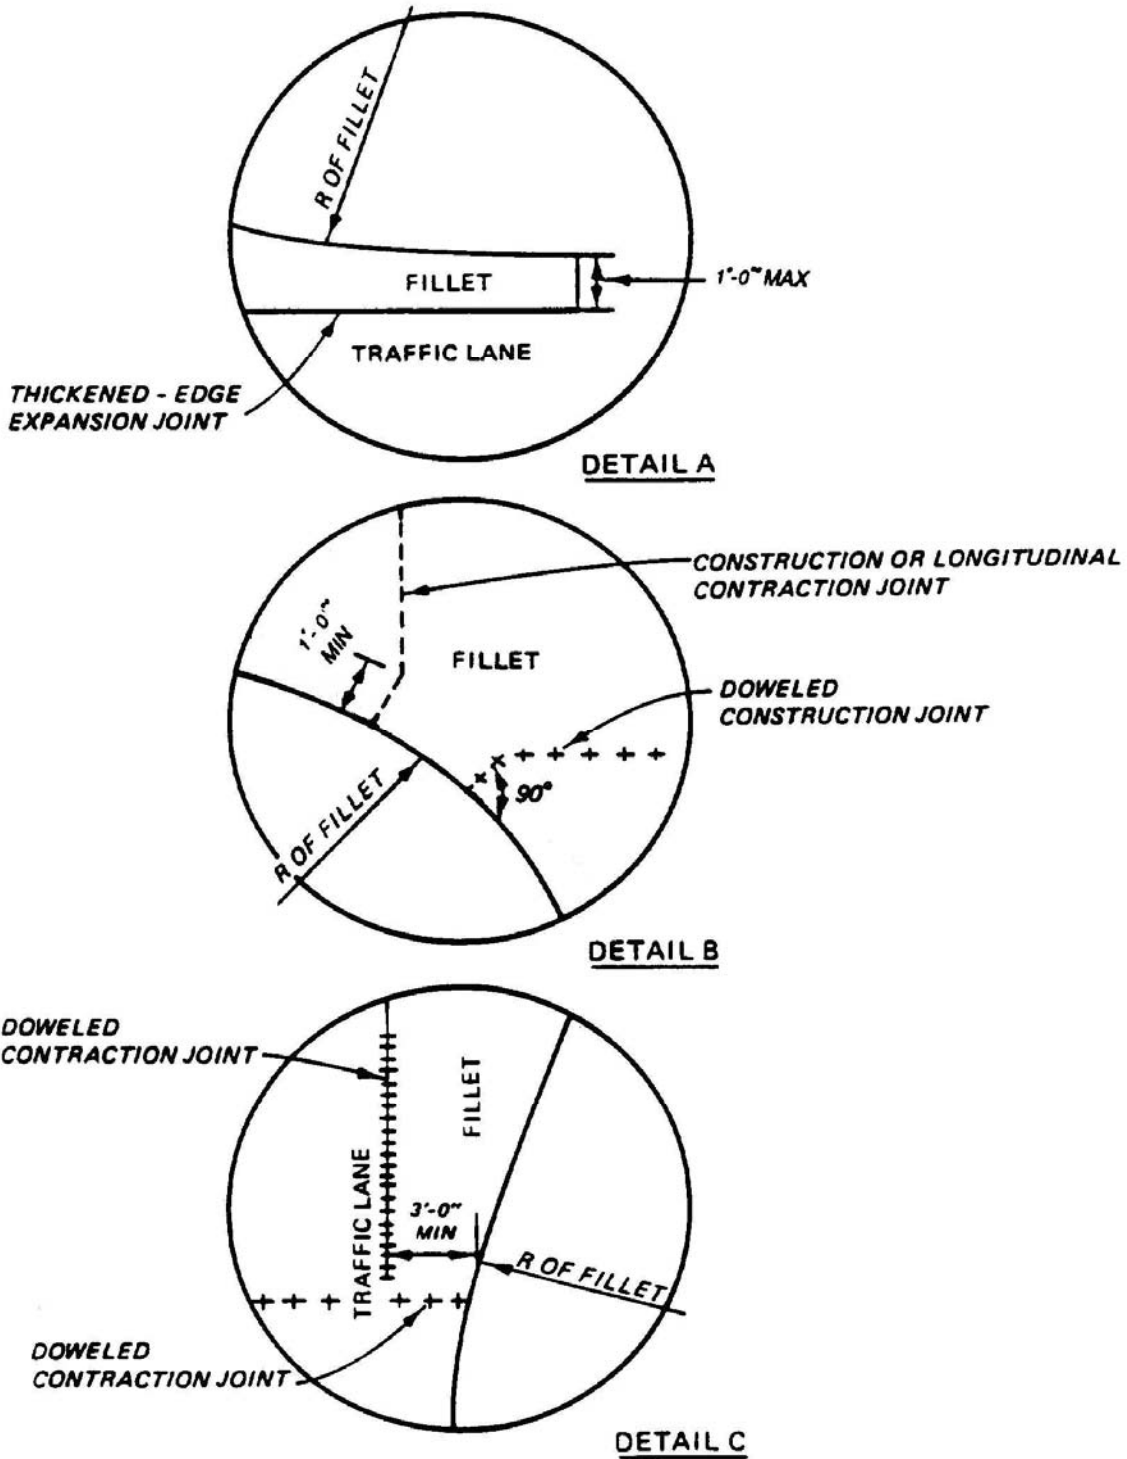 R OF FILLET
FILLET
1'-0" MAX
TRAFFIC LANE
THICKENED - EDGE
EXPANSION JOINT
DETAIL A
CONSTRUCTION OR LONGITUDINAL
CONTRACTION JOINT
1'-0"
MIN
FILLET
DOWELED
CONSTRUCTION JOINT
90°
R OF FILLET
DETAIL B
DOWELED
CONTRACTION JOINT
FILLET
TRAFFIC LANE
3'-0"
MIN
R OF FILLET
DOWELED
CONTRACTION JOINT
DETAIL C